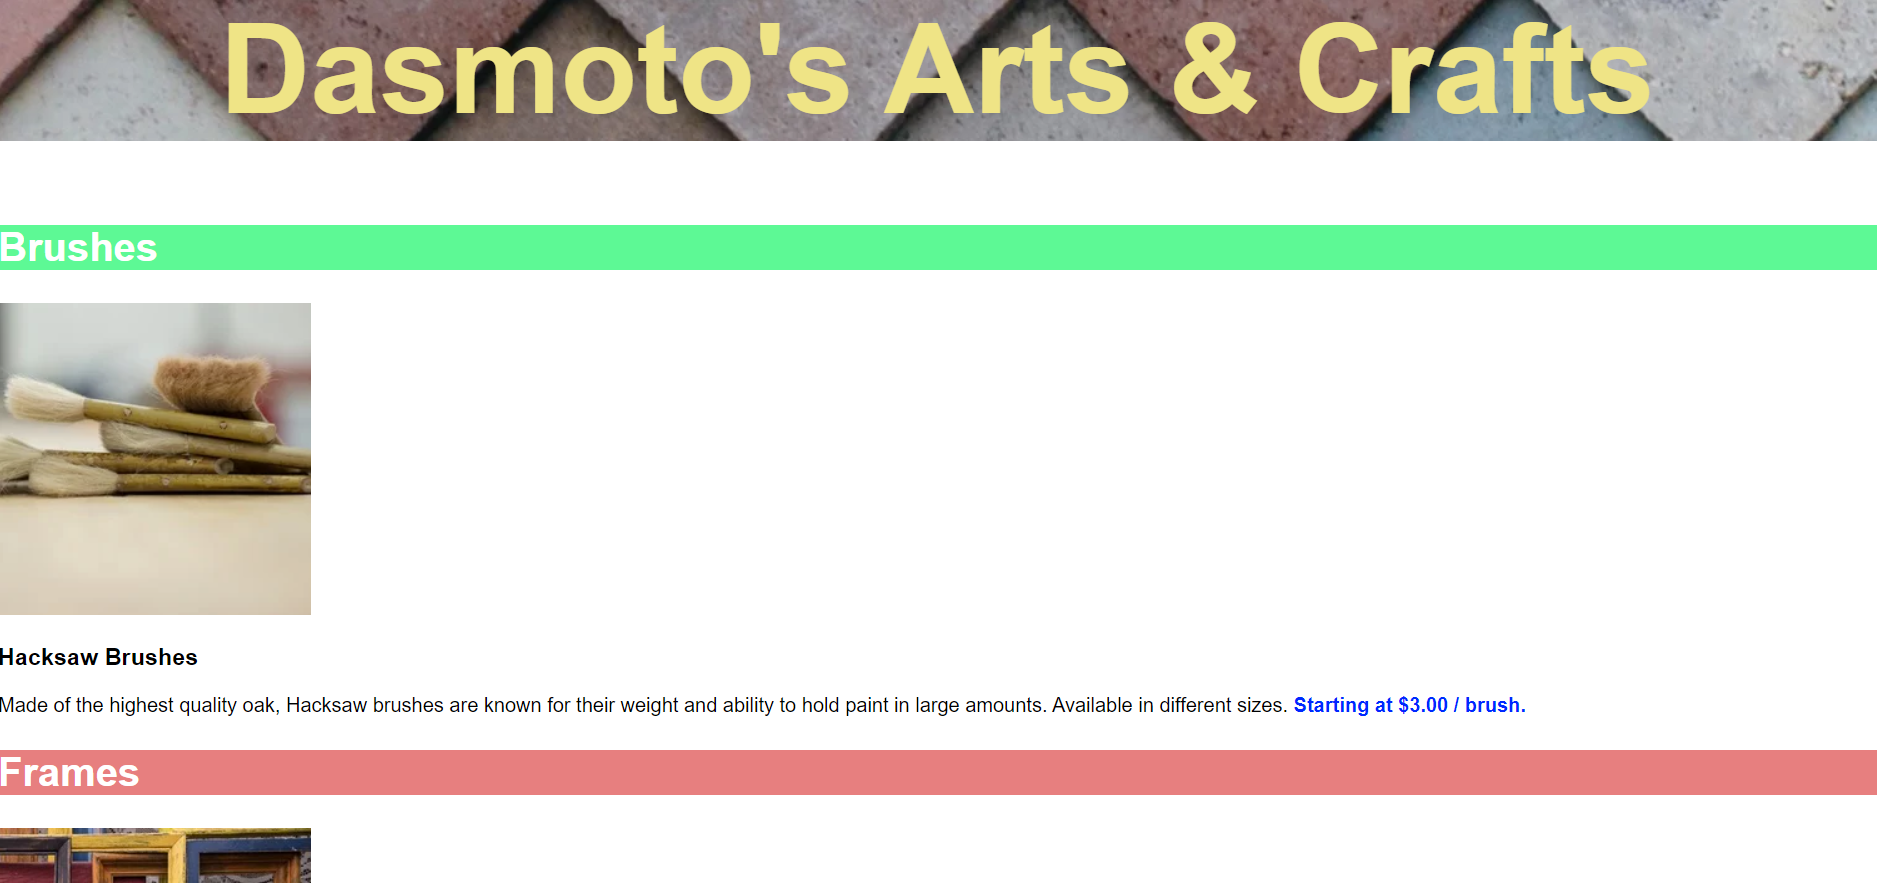 Dasmoto's Arts & Crafts
Brushes
Hacksaw Brushes
Made of the highest quality oak, Hacksaw brushes are known for their weight and ability to hold paint in large amounts. Available in different sizes. Starting at $3.00 / brush.
Frames